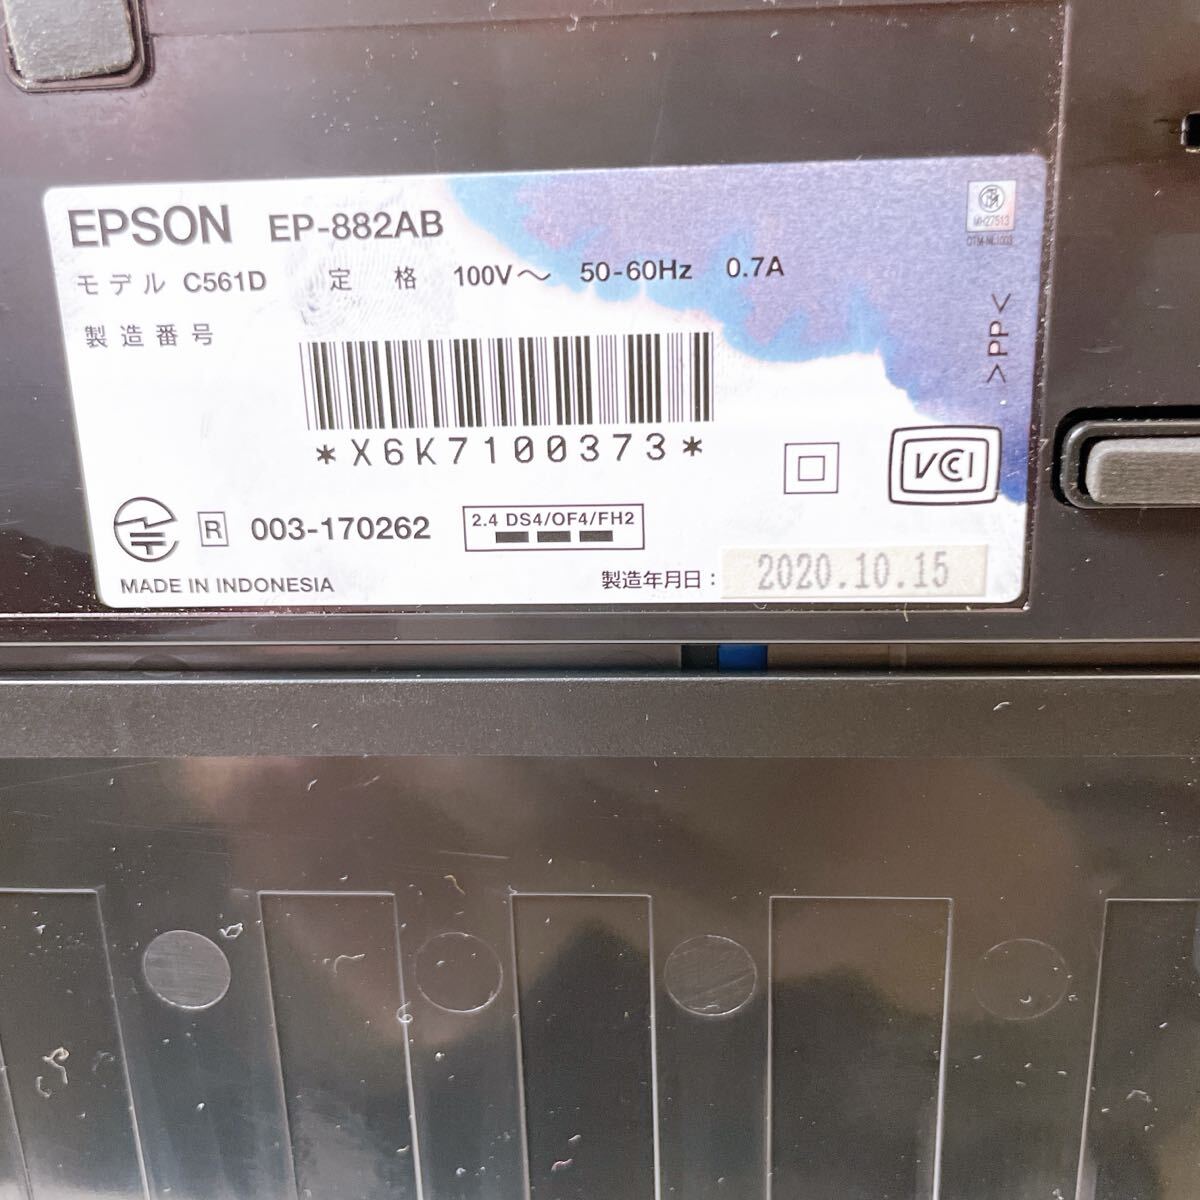 EPSON EP-882AB
モデル C561D 定格 100V～ 50-60Hz 0.7A
製造番号
*X6K7100373*
MH27513
>PP<
VCCI
R 003-170262
2.4 DS4/OF4/FH2
MADE IN INDONESIA
製造年月日： 2020.10.15